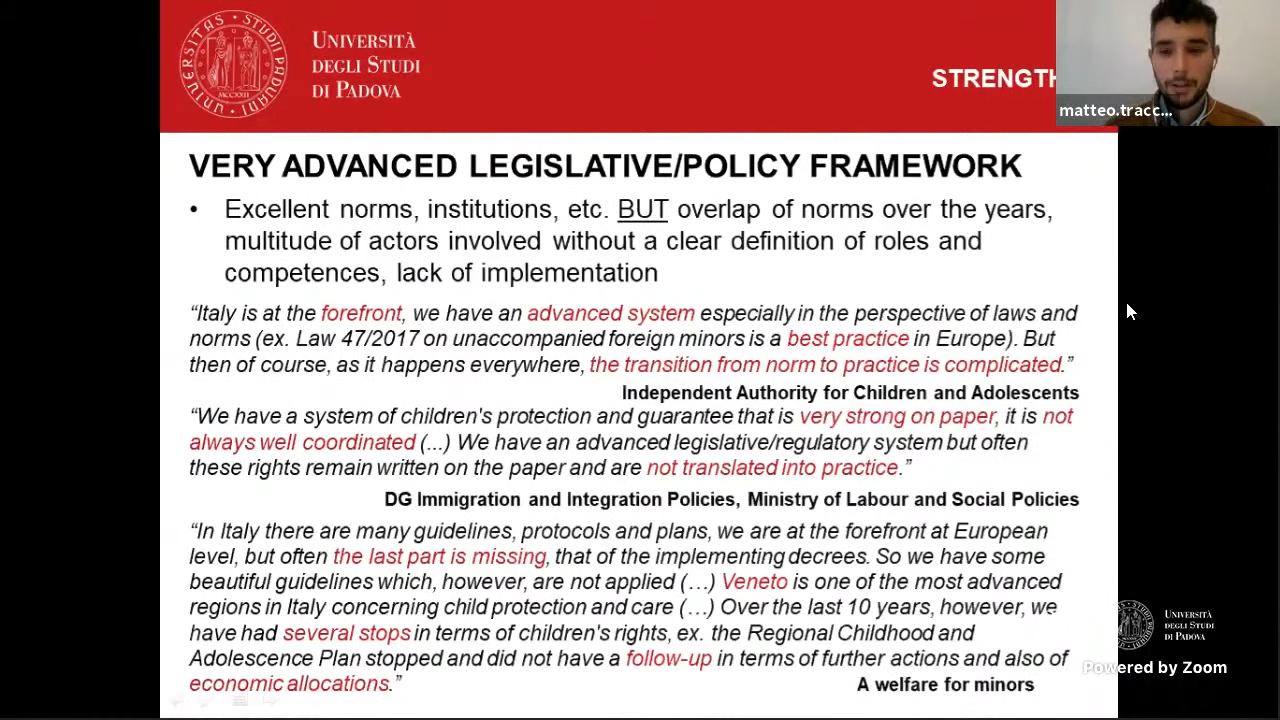 UNIVERSITÀ
DEGLI STUDI
DI PADOVA
STRENGTH
matteo.tracc...
VERY ADVANCED LEGISLATIVE/POLICY FRAMEWORK
• Excellent norms, institutions, etc. BUT overlap of norms over the years,
multitude of actors involved without a clear definition of roles and
competences, lack of implementation
“Italy is at the forefront, we have an advanced system especially in the perspective of laws and
norms (ex. Law 47/2017 on unaccompanied foreign minors is a best practice in Europe). But
then of course, as it happens everywhere, the transition from norm to practice is complicated.”
Independent Authority for Children and Adolescents
“We have a system of children's protection and guarantee that is very strong on paper, it is not
always well coordinated (...) We have an advanced legislative/regulatory system but often
these rights remain written on the paper and are not translated into practice.”
DG Immigration and Integration Policies, Ministry of Labour and Social Policies
“In Italy there are many guidelines, protocols and plans, we are at the forefront at European
level, but often the last part is missing, that of the implementing decrees. So we have some
beautiful guidelines which, however, are not applied (…) Veneto is one of the most advanced
regions in Italy concerning child protection and care (…) Over the last 10 years, however, we
have had several stops in terms of children's rights, ex. the Regional Childhood and
Adolescence Plan stopped and did not have a follow-up in terms of further actions and also of
economic allocations.”
A welfare for minors
UNIVERSITÀ
DEGLI STUDI
DI PADOVA
Powered by Zoom